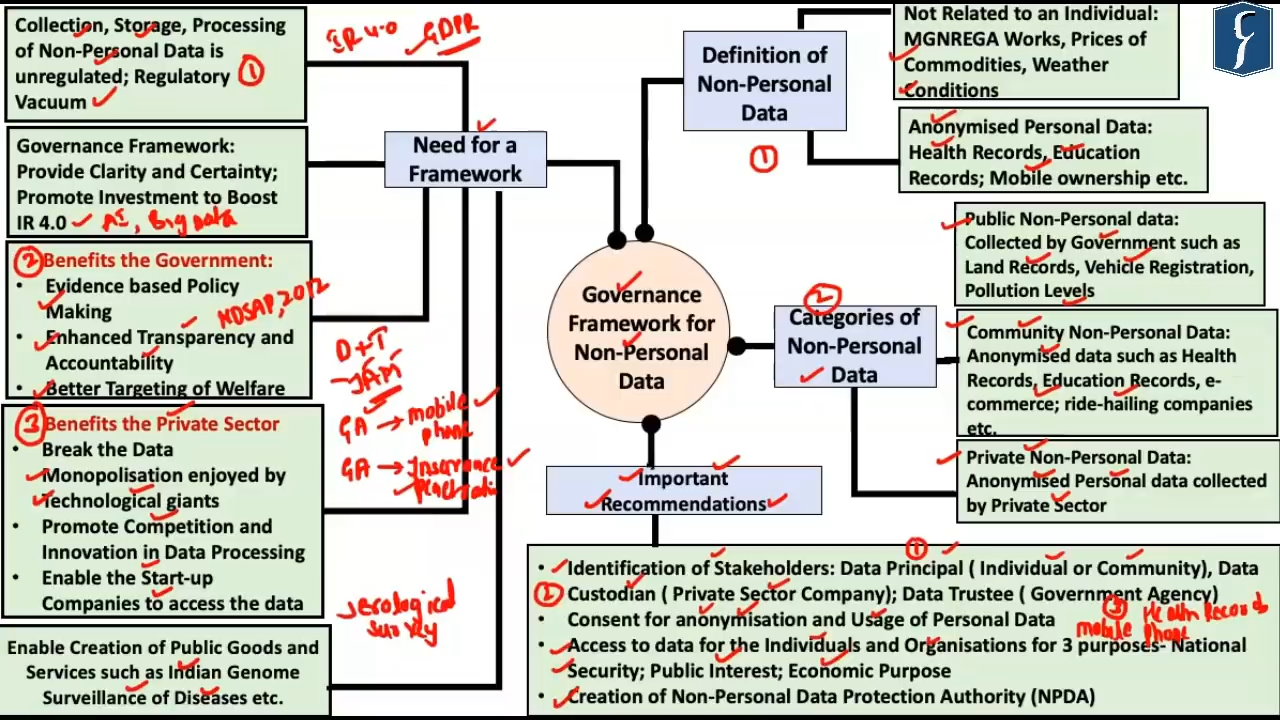 Collection, Storage, Processing
of Non-Personal Data is
unregulated; Regulatory
Vacuum
1
IR 4.0
GDPR
Governance Framework:
Provide Clarity and Certainty;
Promote Investment to Boost
IR 4.0
AI, Big data
2
Benefits the Government:
• Evidence based Policy
Making
• Enhanced Transparency and
Accountability
• Better Targeting of Welfare
NDSAP, 2012
3
Benefits the Private Sector
• Break the Data
Monopolisation enjoyed by
Technological giants
• Promote Competition and
Innovation in Data Processing
• Enable the Start-up
Companies to access the data
Enable Creation of Public Goods and
Services such as Indian Genome
Surveillance of Diseases etc.
Need for a
Framework
D+T
JAM
GA → mobile
phone
GA → Insurance
survey
Governance
Framework for
Non-Personal
Data
Definition of
Non-Personal
Data
1
Not Related to an Individual:
MGNREGA Works, Prices of
Commodities, Weather
Conditions
Anonymised Personal Data:
Health Records, Education
Records; Mobile ownership etc.
2
Categories of
Non-Personal
Data
Public Non-Personal data:
Collected by Government such as
Land Records, Vehicle Registration,
Pollution Levels
Community Non-Personal Data:
Anonymised data such as Health
Records, Education Records, e-
commerce; ride-hailing companies
etc.
Private Non-Personal Data:
Anonymised Personal data collected
by Private Sector
Important
Recommendations
1
• Identification of Stakeholders: Data Principal ( Individual or Community), Data
2
Custodian ( Private Sector Company); Data Trustee ( Government Agency)
3
Health Records
mobile phone
• Consent for anonymisation and Usage of Personal Data
• Access to data for the Individuals and Organisations for 3 purposes- National
Security; Public Interest; Economic Purpose
• Creation of Non-Personal Data Protection Authority (NPDA)